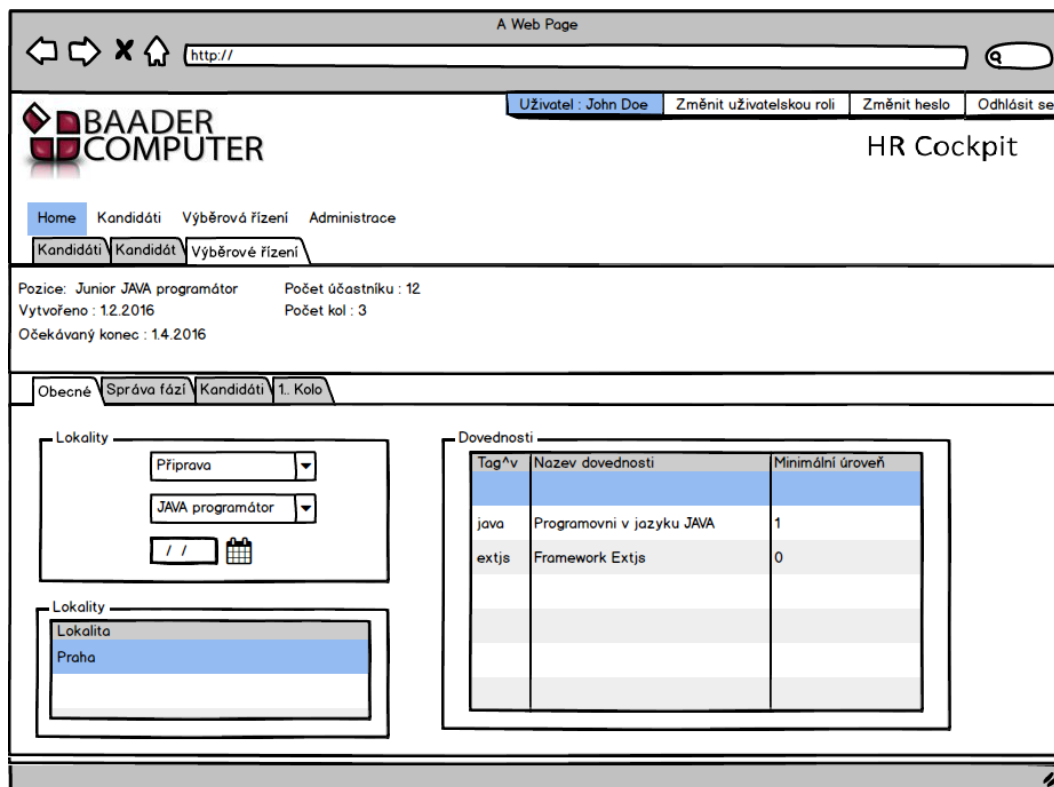 A Web Page
http://
Uživatel : John Doe Změnit uživatelskou roli Změnit heslo Odhlásit se
BAADER
COMPUTER
HR Cockpit
Home Kandidáti Výběrová řízení Administrace
Kandidáti Kandidát Výběrové řízení
Pozice: Junior JAVA programátor Počet účastníku : 12
Vytvořeno : 1.2.2016 Počet kol : 3
Očekávaný konec : 1.4.2016
Obecné Správa fází Kandidáti 1.. Kolo
Lokality
Připrava
JAVA programátor
/ /
Lokality
Lokalita
Praha
Dovednosti
Tag^v Nazev dovednosti Minimální úroveň
java Programovni v jazyku JAVA 1
extjs Framework Extjs 0